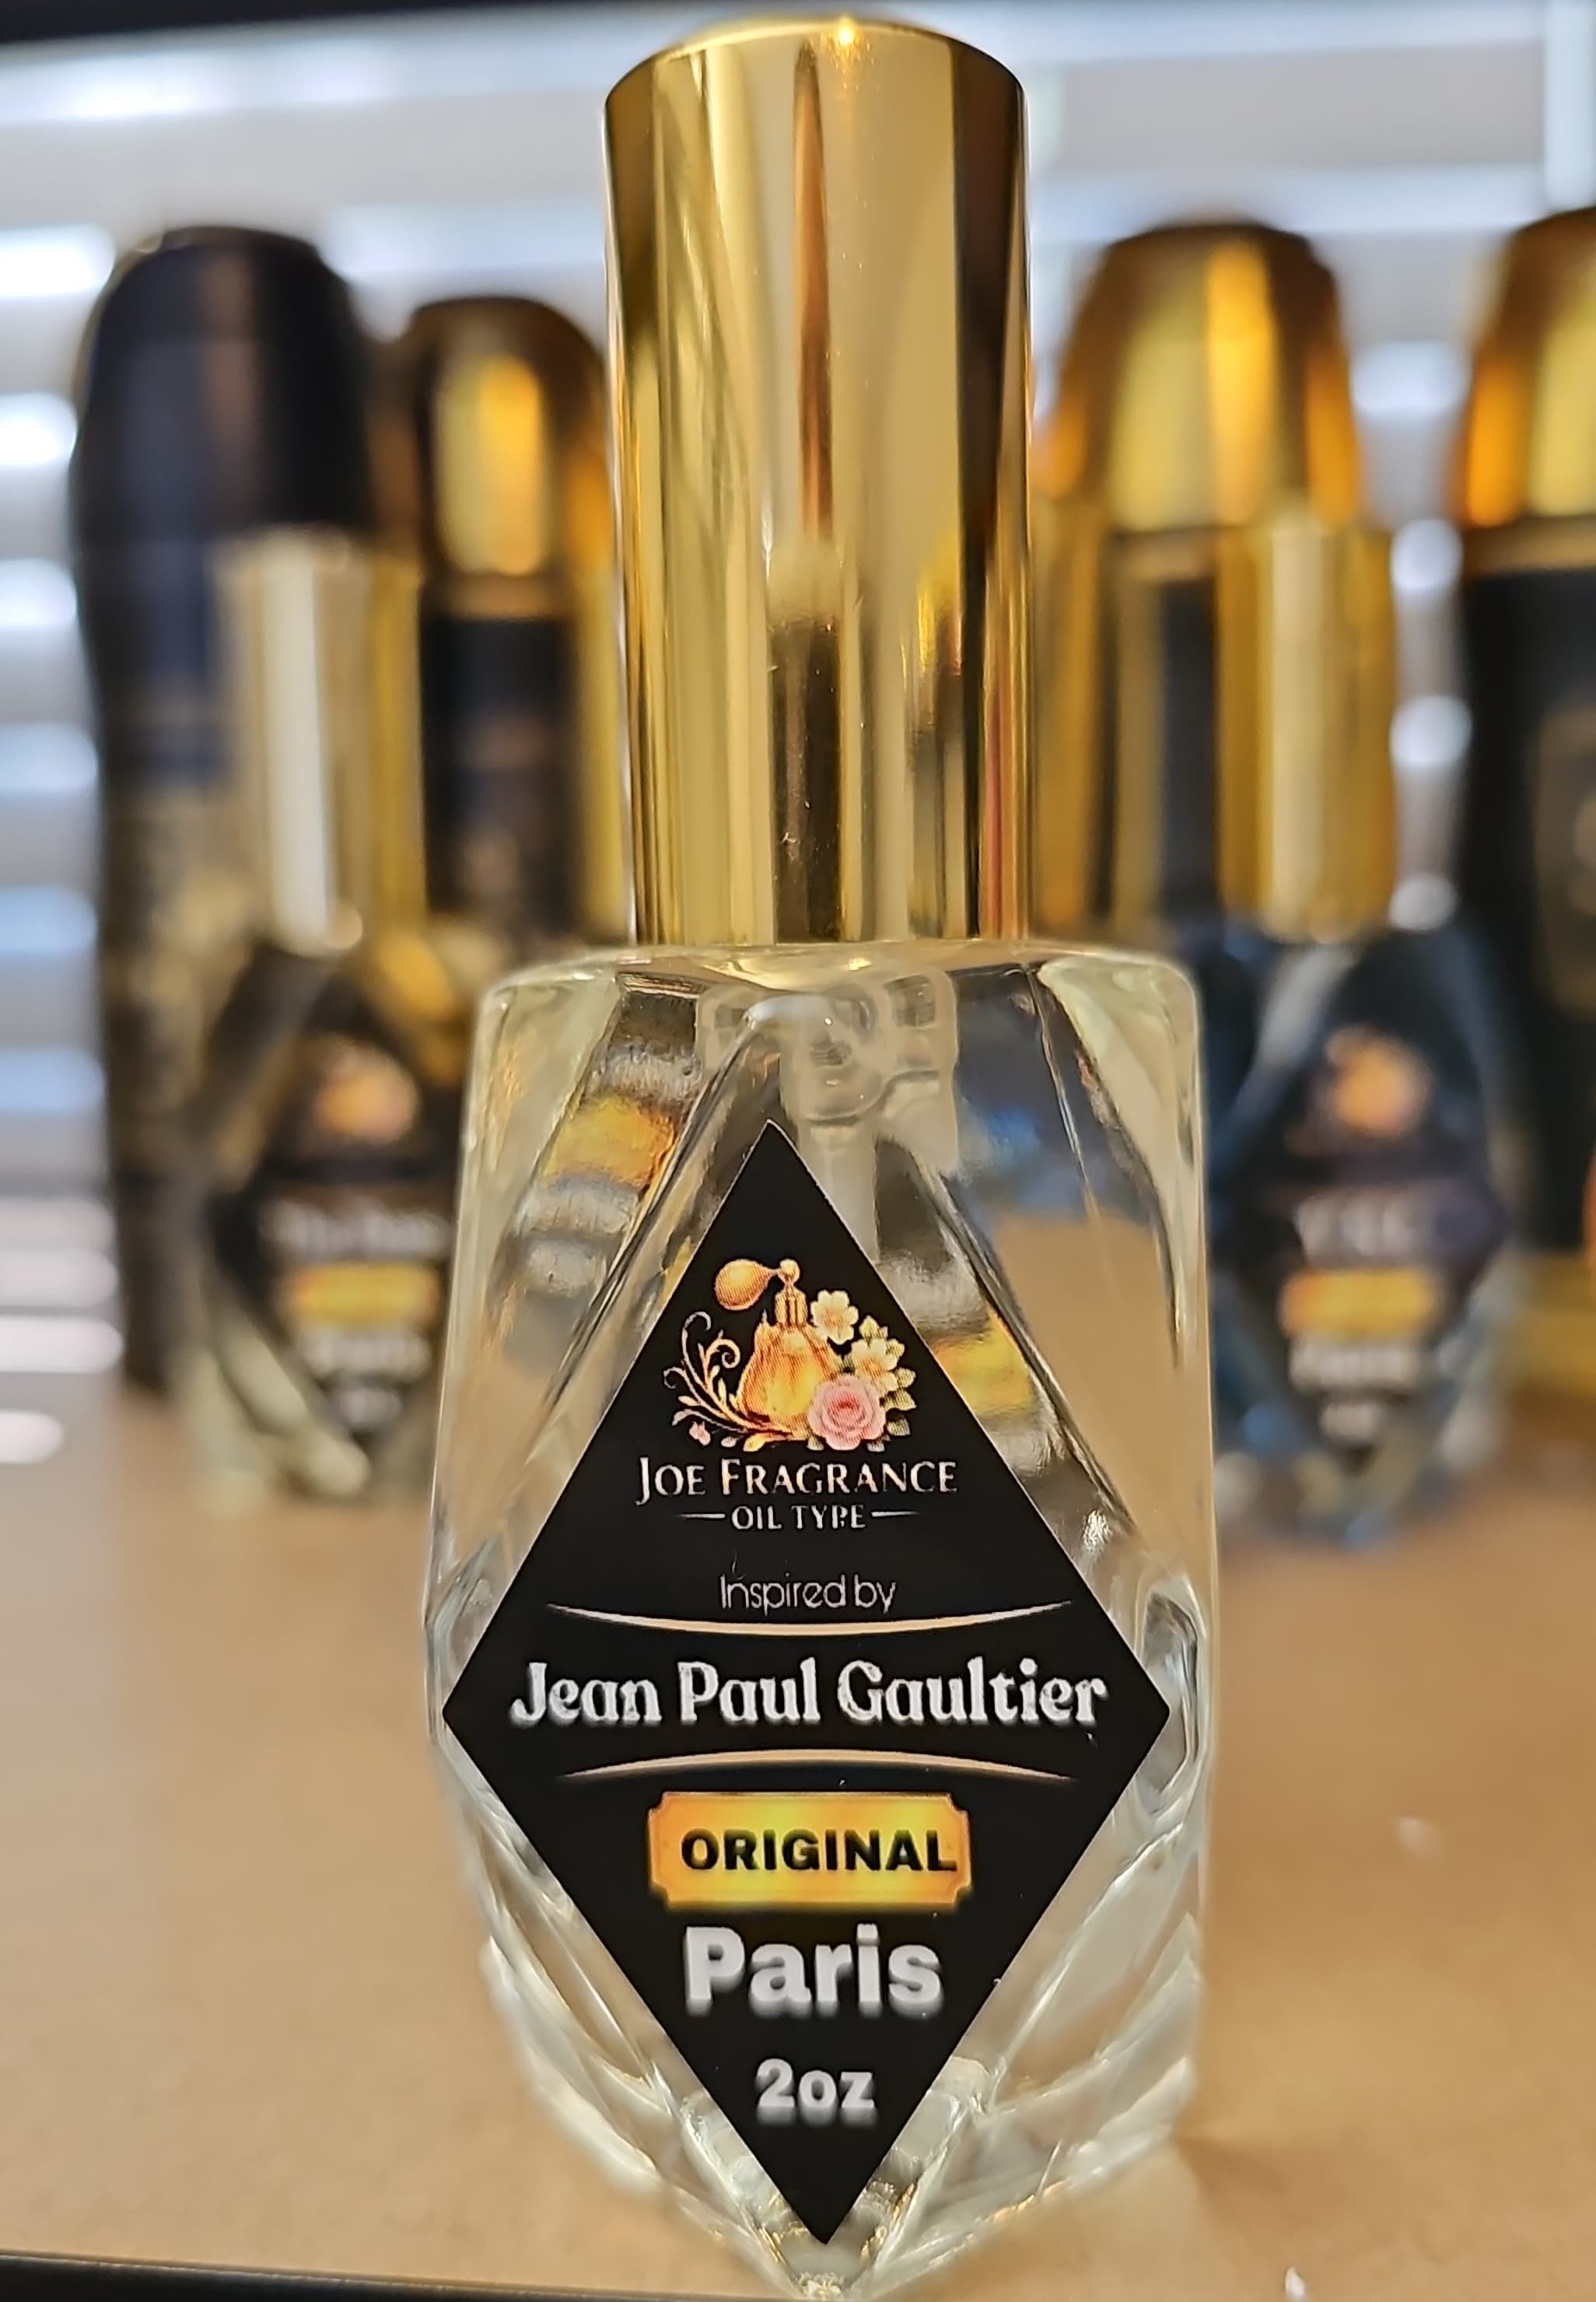 JOE FRAGRANCE
OIL TYPE
Inspired by
Jean Paul Gaultier
ORIGINAL
Paris
2oz